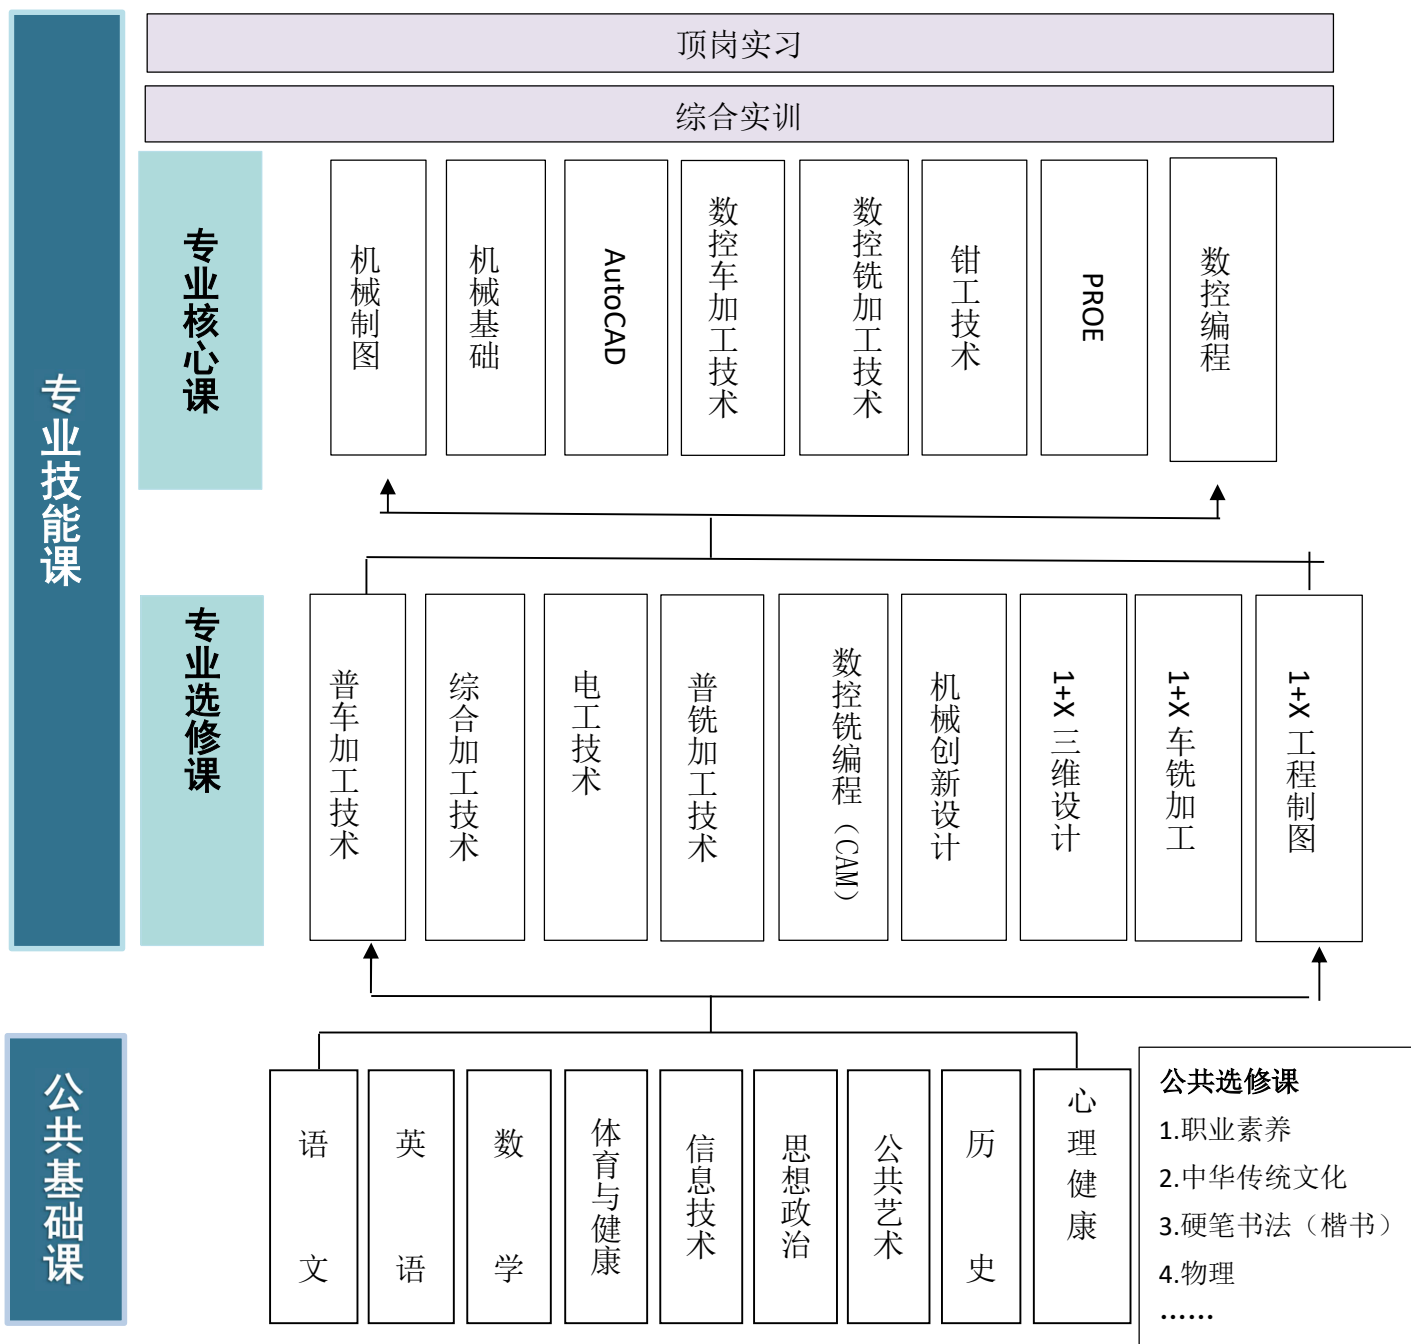 专业技能课
顶岗实习
综合实训
专业核心课
机械制图
机械基础
AutoCAD
数控车加工技术
数控铣加工技术
钳工技术
PROE
数控编程
专业选修课
普车加工技术
综合加工技术
电工技术
普铣加工技术
数控铣编程（CAM）
机械创新设计
1+X 三维设计
1+X 车铣加工
1+X 工程制图
公共基础课
语文
英语
数学
体育与健康
信息技术
思想政治
公共艺术
历史
心理健康
公共选修课
1.职业素养
2.中华传统文化
3.硬笔书法（楷书）
4.物理
……